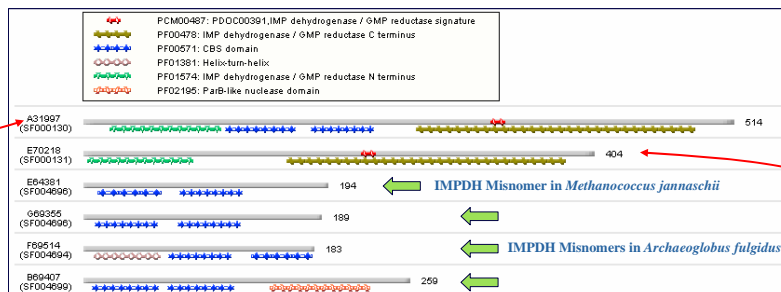 PCM00487: PDOC00391,IMP dehydrogenase / GMP reductase signature
PF00478: IMP dehydrogenase / GMP reductase C terminus
PF00571: CBS domain
PF01381: Helix-turn-helix
PF01574: IMP dehydrogenase / GMP reductase N terminus
PF02195: ParB-like nuclease domain
A31997
(SF000130)
514
E70218
(SF000131)
404
E64381
(SF004696)
194
IMPDH Misnomer in Methanococcus jannaschii
G69355
(SF004696)
189
F69514
(SF004694)
183
IMPDH Misnomers in Archaeoglobus fulgidus
B69407
(SF004699)
259